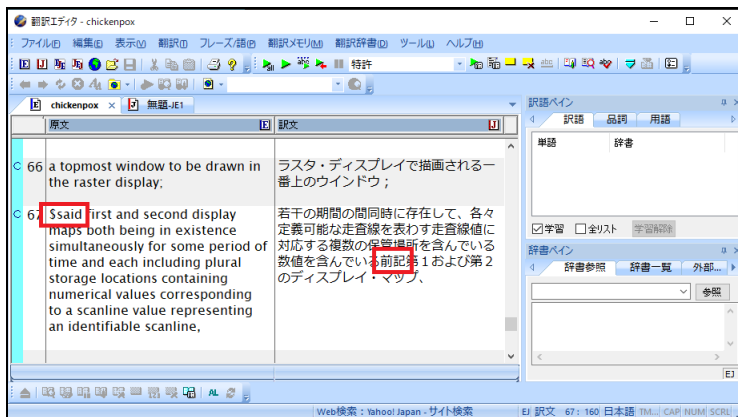 翻訳エディタ - chickenpox
ファイル(F) 編集(E) 表示(V) 翻訳(T) フレーズ/語(P) 翻訳メモリ(M) 翻訳辞書(D) ツール(L) ヘルプ(H)
特許
chickenpox × 無題-JE1
原文 E 訳文 J
66 a topmost window to be drawn in
the raster display;
ラスタ・ディスプレイで描画される一
番上のウインドウ；
67 $said first and second display
maps both being in existence
simultaneously for some period of
time and each including plural
storage locations containing
numerical values corresponding
to a scanline value representing
an identifiable scanline,
若干の期間の間同時に存在して、各々
定義可能な走査線を表わす走査線値に
対応する複数の保管場所を含んでいる
数値を含んでいる前記第１および第２
のディスプレイ・マップ、
訳語ペイン
訳語 品詞 用語
単語 辞書
学習 全リスト 学習解除
辞書ペイン
辞書参照 辞書一覧 外部...
参照
EJ
AL
Web検索：Yahoo! Japan - サイト検索
EJ 訳文 67: 160 日本語 TM... CAP NUM SCRL